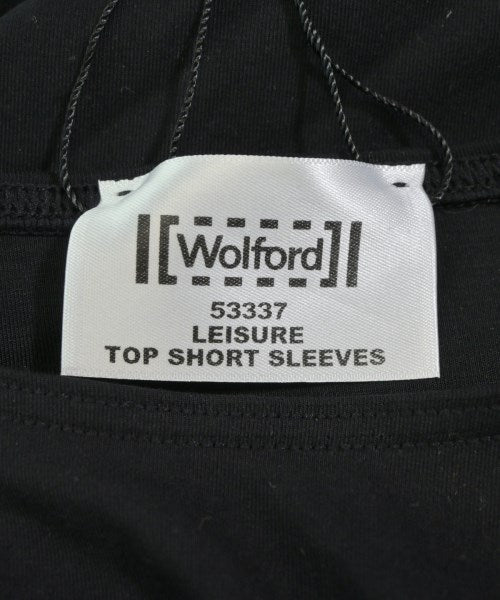 Wolford
53337
LEISURE
TOP SHORT SLEEVES